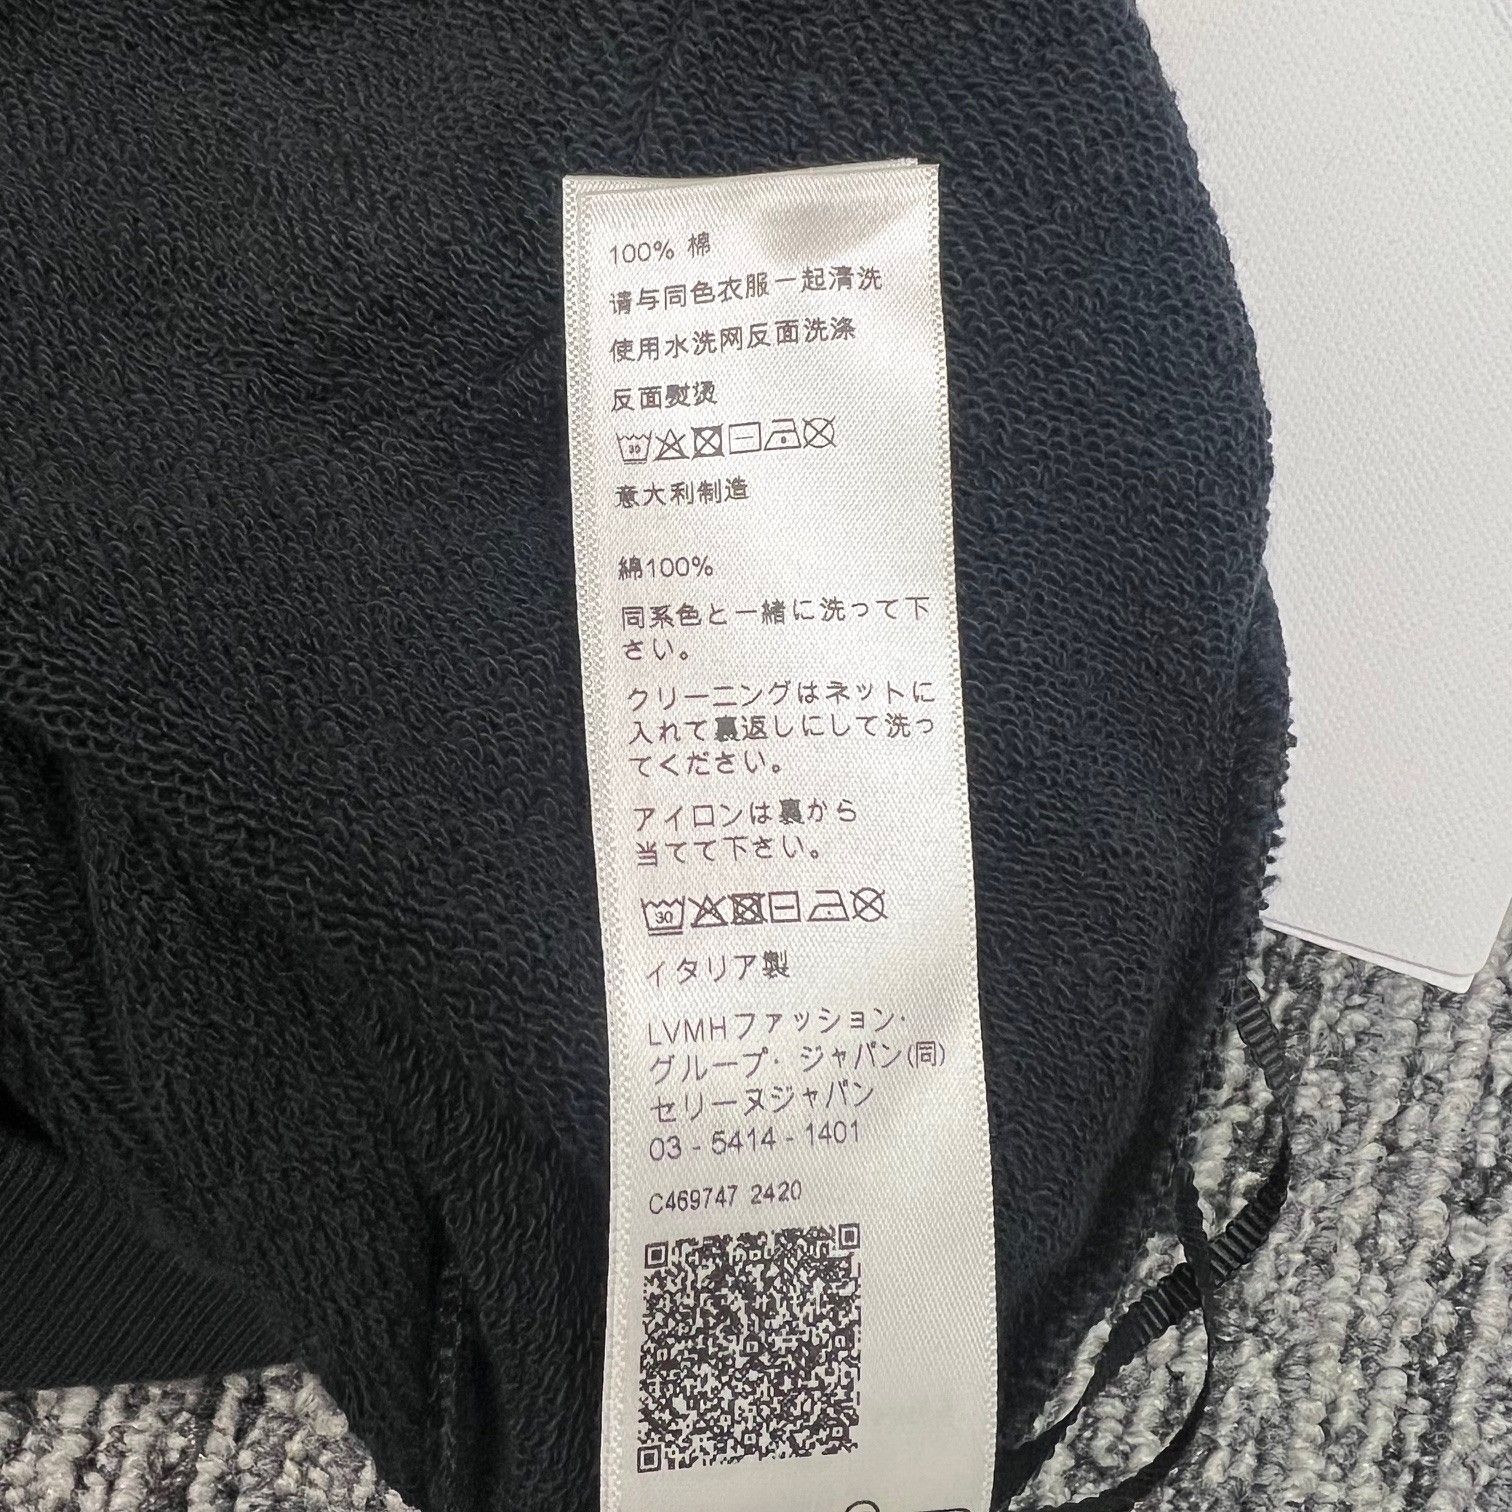 100% 棉
请与同色衣服一起清洗
使用水洗网反面洗涤
反面熨烫
30
意大利制造
綿100%
同系色と一緒に洗って下
さい。
クリーニングはネットに
入れて裏返しにして洗っ
てください。
アイロンは裏から
当てて下さい。
30
イタリア製
LVMHファッション・
グループ・ジャパン(同)
セリーヌジャパン
03 - 5414 - 1401
C469747 2420